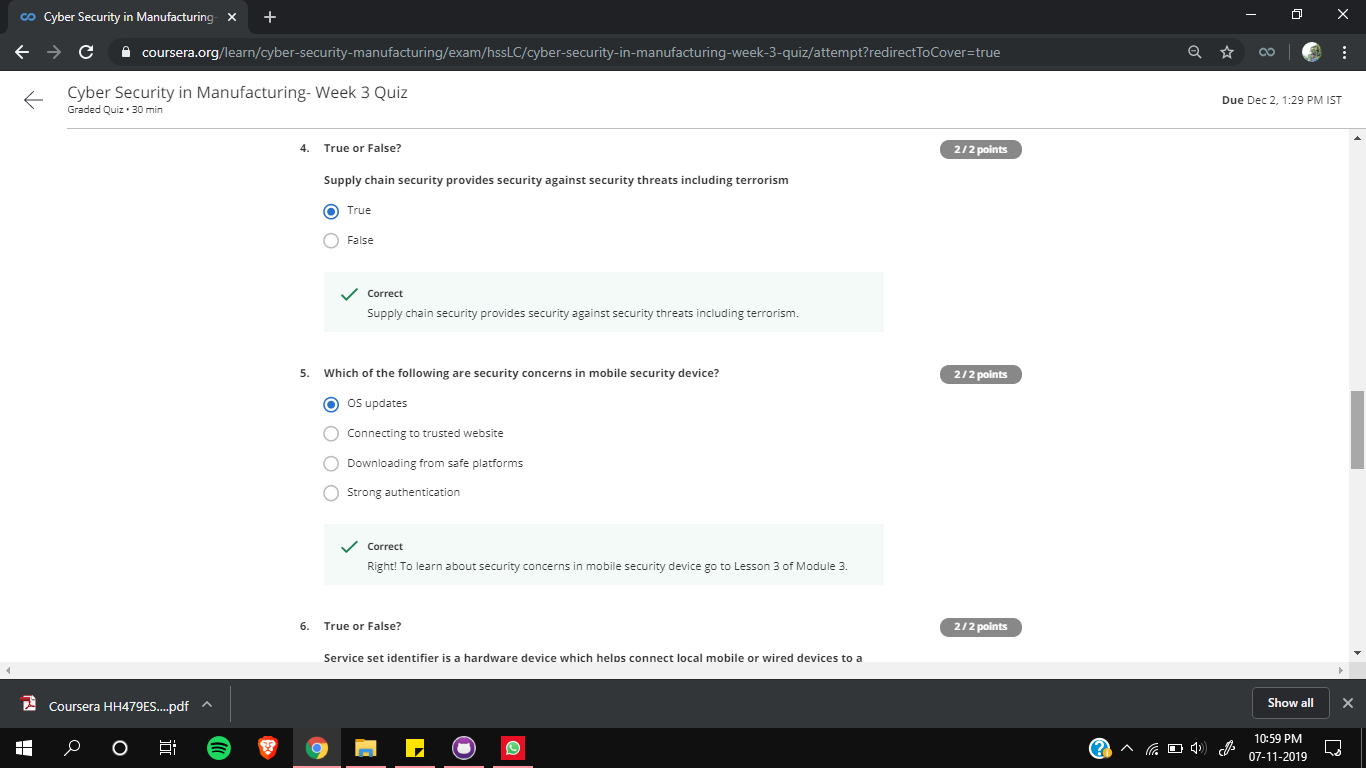 Cyber Security in Manufacturing-
coursera.org/learn/cyber-security-manufacturing/exam/hssLC/cyber-security-in-manufacturing-week-3-quiz/attempt?redirectToCover=true
Cyber Security in Manufacturing- Week 3 Quiz
Graded Quiz • 30 min
Due Dec 2, 1:29 PM IST
4. True or False?
2 / 2 points
Supply chain security provides security against security threats including terrorism
True
False
Correct
Supply chain security provides security against security threats including terrorism.
5. Which of the following are security concerns in mobile security device?
2 / 2 points
OS updates
Connecting to trusted website
Downloading from safe platforms
Strong authentication
Correct
Right! To learn about security concerns in mobile security device go to Lesson 3 of Module 3.
6. True or False?
2 / 2 points
Service set identifier is a hardware device which helps connect local mobile or wired devices to a
Coursera HH479ES....pdf
Show all
10:59 PM
07-11-2019